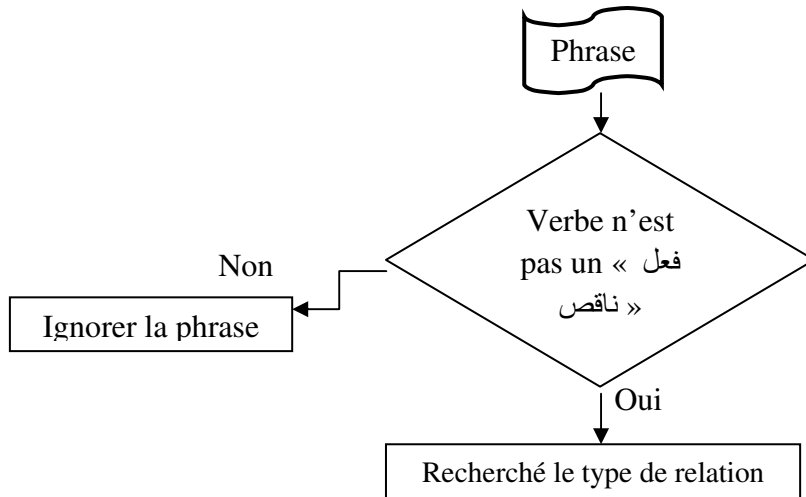 Phrase
Verbe n’est
pas un « فعل
ناقص »
Non
Ignorer la phrase
Oui
Recherché le type de relation